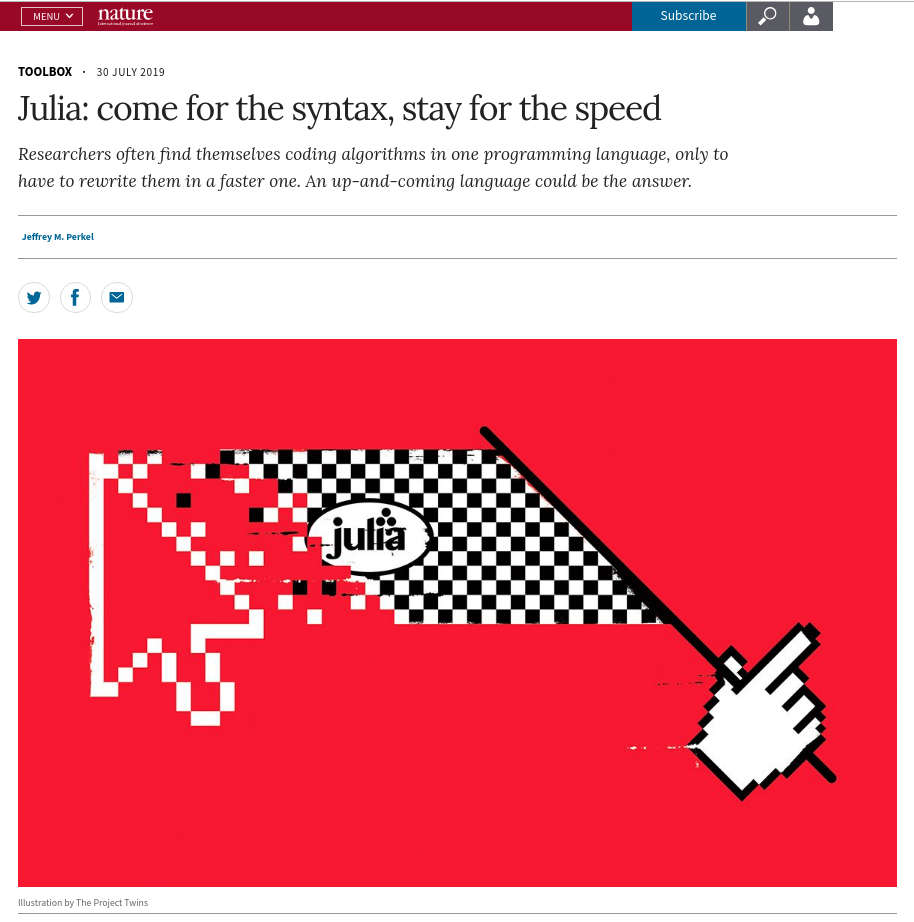 MENU
nature
International journal of science
Subscribe
TOOLBOX · 30 JULY 2019
Julia: come for the syntax, stay for the speed
Researchers often find themselves coding algorithms in one programming language, only to
have to rewrite them in a faster one. An up-and-coming language could be the answer.
Jeffrey M. Perkel
julia
Illustration by The Project Twins